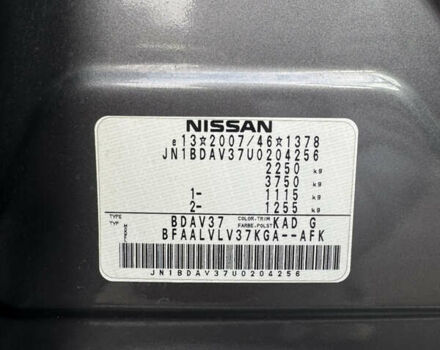 NISSAN
e13☆2007/46☆1378
JN1BDAV37U0204256
2250 kg
3750 kg
1- 1115 kg
2- 1255 kg
TYPE BDAV37 COLOR.TRIM KAD G
TYP FARBE.POLST
BFAALVLV37KGA--AFK
JN1BDAV37U0204256